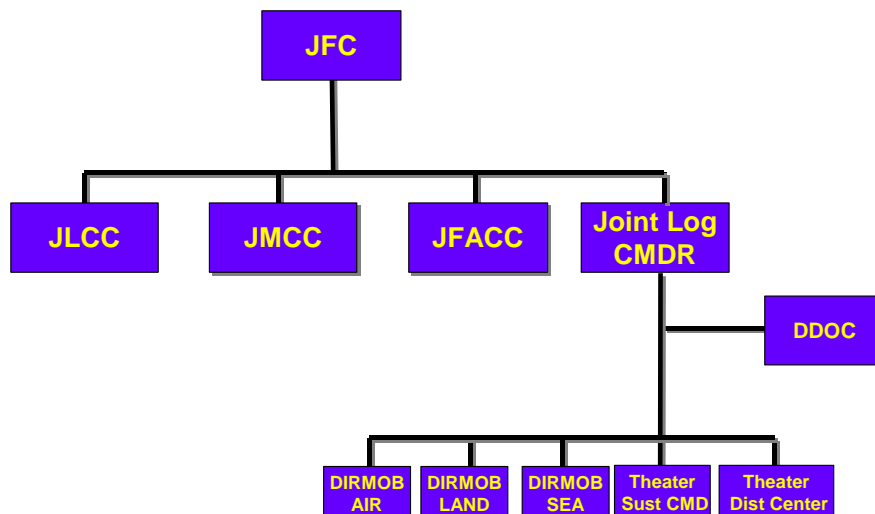 JFC
JLCC
JMCC
JFACC
Joint Log
CMDR
DDOC
DIRMOB
AIR
DIRMOB
LAND
DIRMOB
SEA
Theater
Sust CMD
Theater
Dist Center